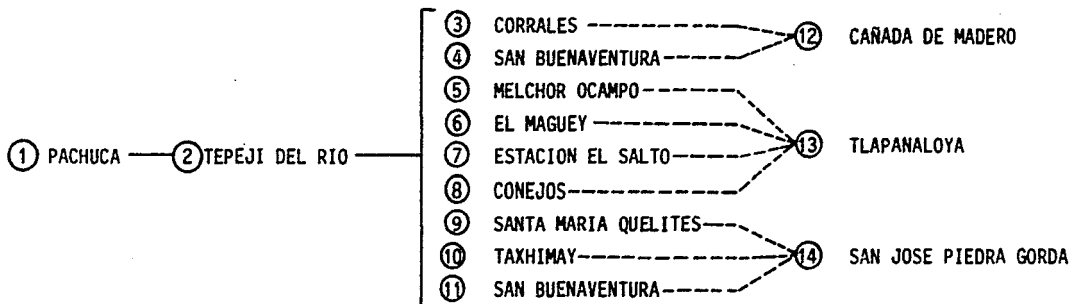 ③ CORRALES
⑫ CAÑADA DE MADERO
④ SAN BUENAVENTURA
⑤ MELCHOR OCAMPO
⑥ EL MAGUEY
① PACHUCA ② TEPEJI DEL RIO
⑦ ESTACION EL SALTO
⑬ TLAPANALOYA
⑧ CONEJOS
⑨ SANTA MARIA QUELITES
⑩ TAXHIMAY
⑭ SAN JOSE PIEDRA GORDA
⑪ SAN BUENAVENTURA